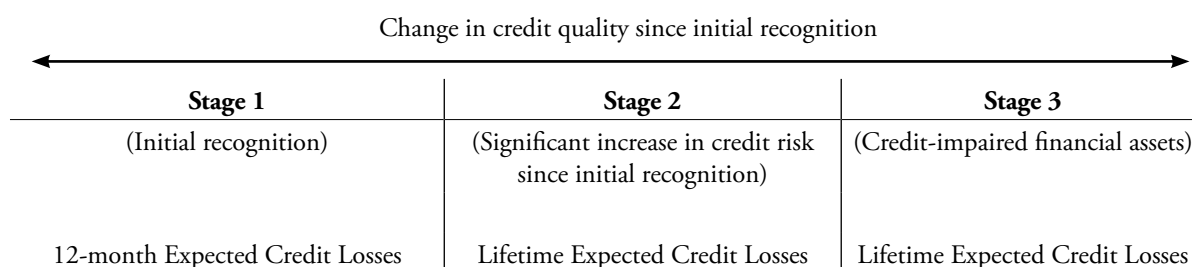 Change in credit quality since initial recognition
Stage 1 Stage 2 Stage 3
(Initial recognition) (Significant increase in credit risk (Credit-impaired financial assets)
since initial recognition)
12-month Expected Credit Losses Lifetime Expected Credit Losses Lifetime Expected Credit Losses